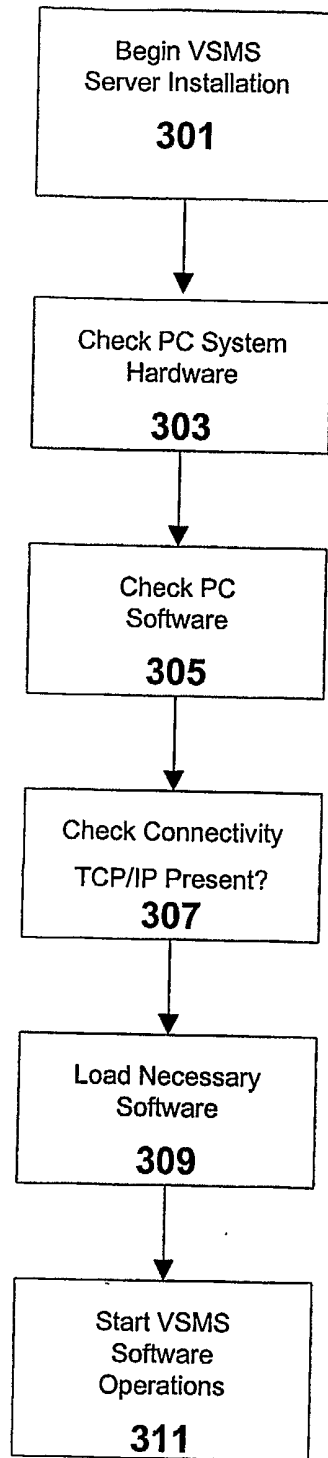 Begin VSMS
Server Installation
301
Check PC System
Hardware
303
Check PC
Software
305
Check Connectivity
TCP/IP Present?
307
Load Necessary
Software
309
Start VSMS
Software
Operations
311